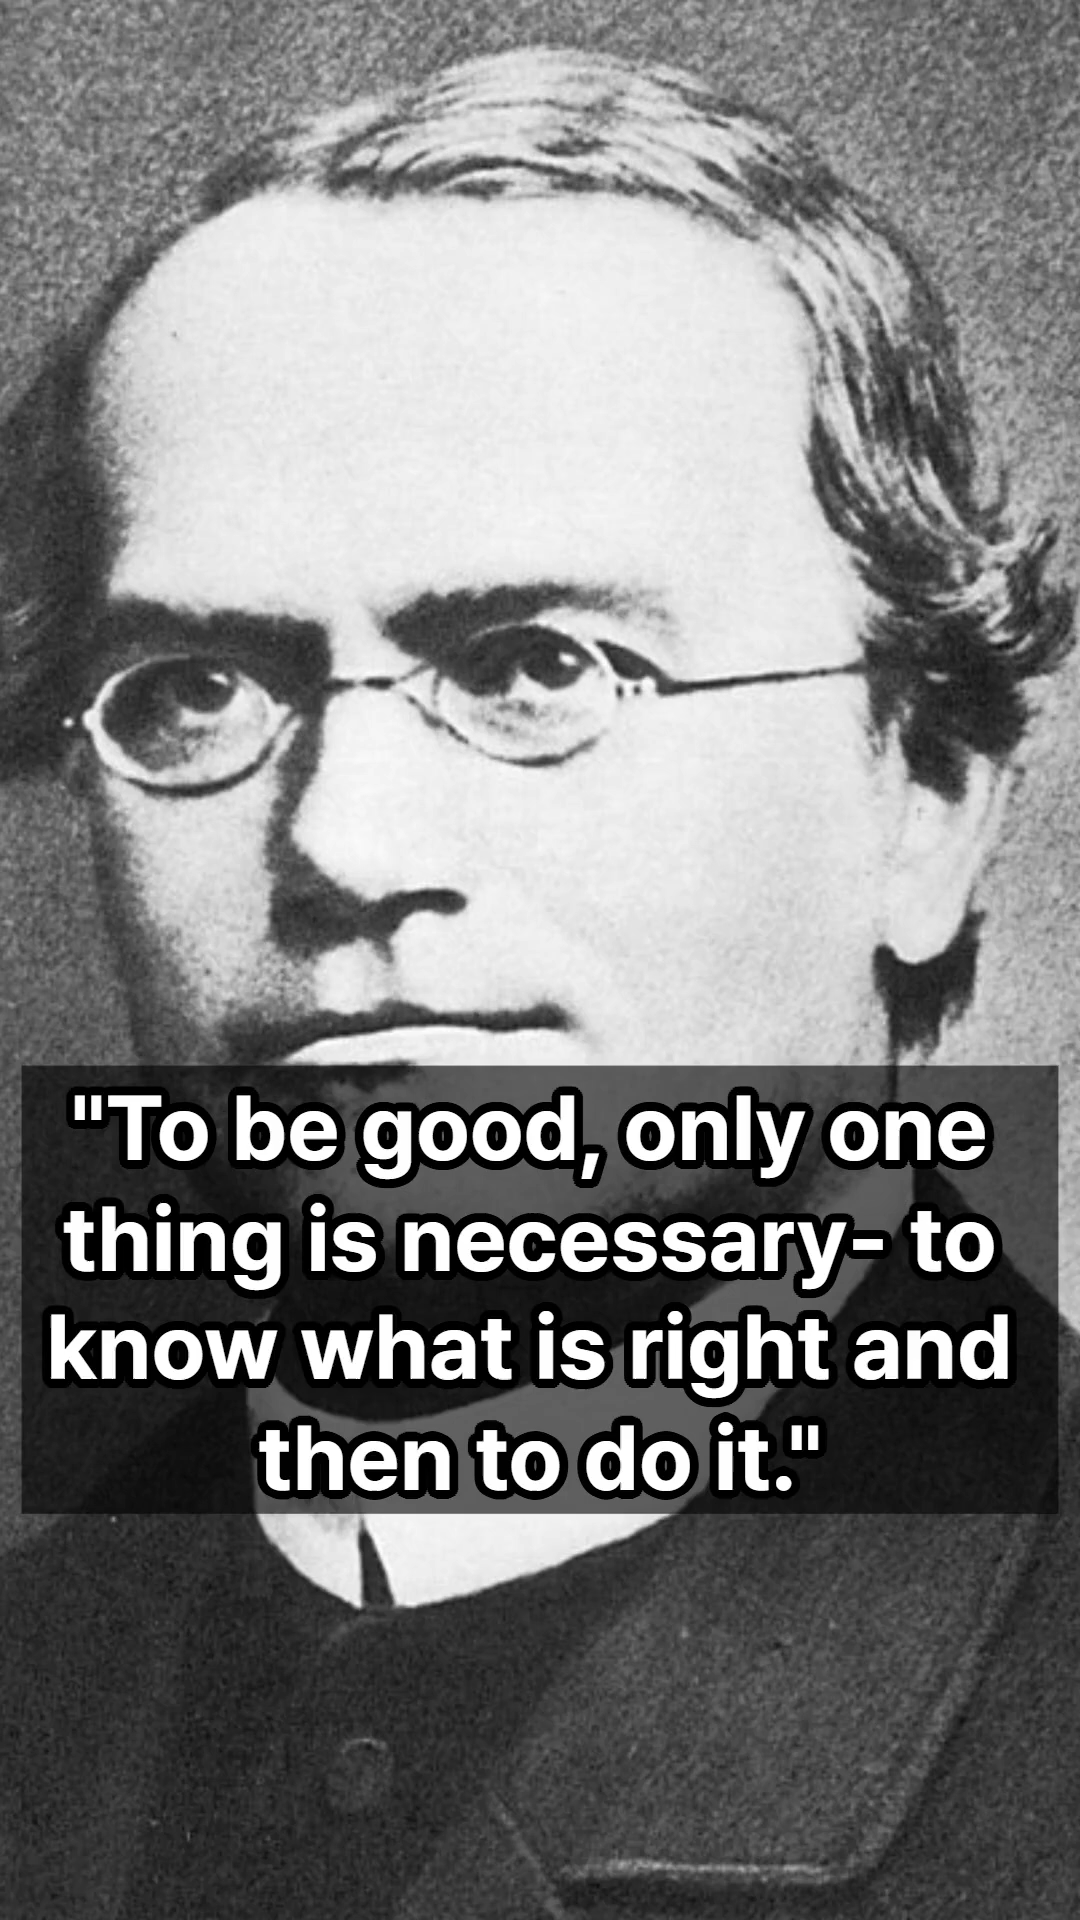 "To be good, only one
thing is necessary- to
know what is right and
then to do it."